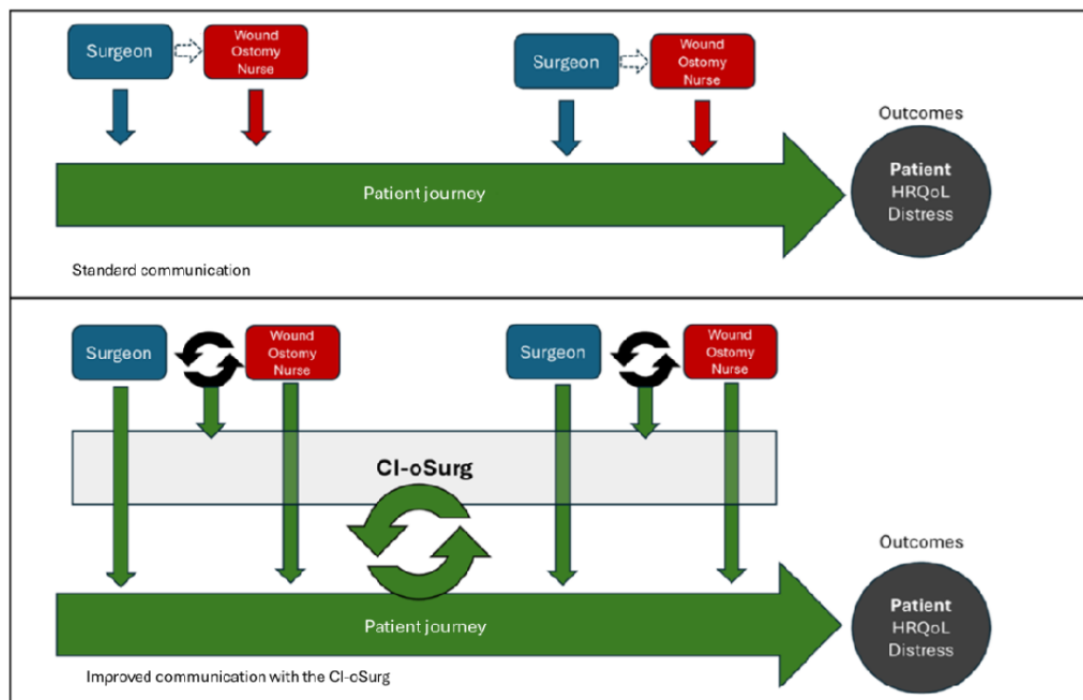 Surgeon
Wound
Ostomy
Nurse
Surgeon
Wound
Ostomy
Nurse
Outcomes
Patient
HRQoL
Distress
Patient journey
Standard communication
Surgeon
Wound
Ostomy
Nurse
Surgeon
Wound
Ostomy
Nurse
CI-oSurg
Outcomes
Patient
HRQoL
Distress
Patient journey
Improved communication with the CI-oSurg